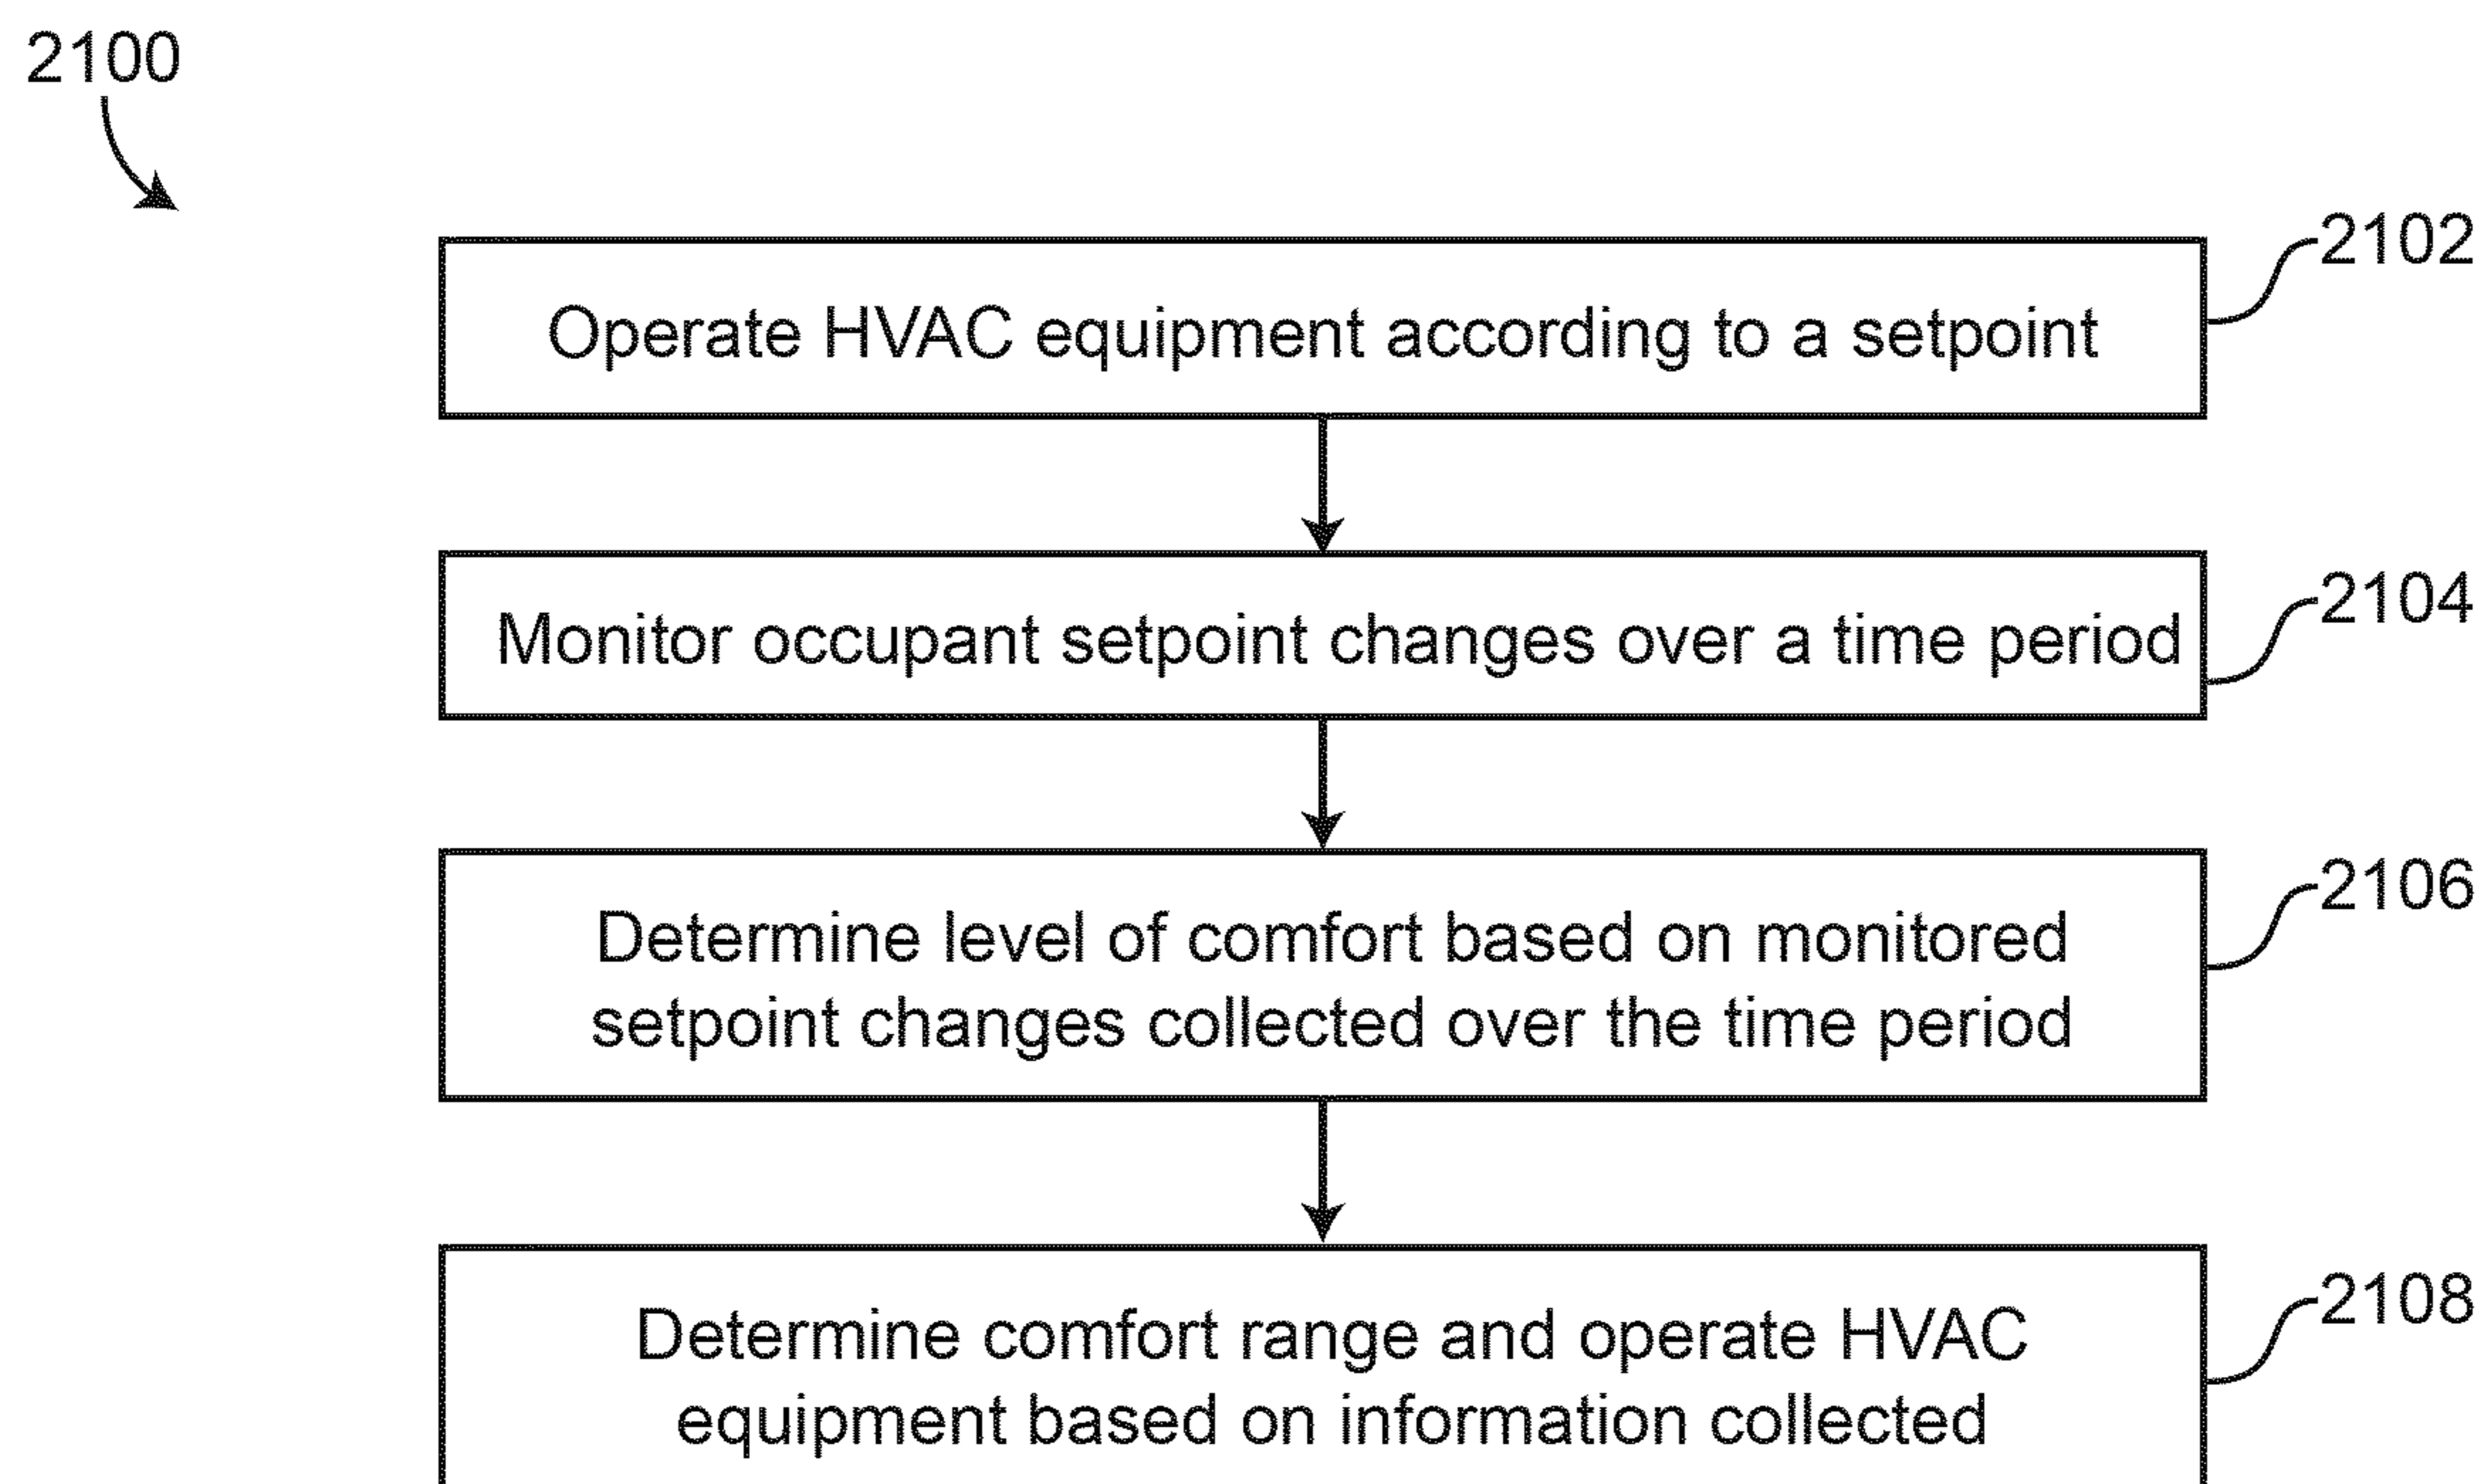 2100
2102
Operate HVAC equipment according to a setpoint
2104
Monitor occupant setpoint changes over a time period
2106
Determine level of comfort based on monitored
setpoint changes collected over the time period
2108
Determine comfort range and operate HVAC
equipment based on information collected